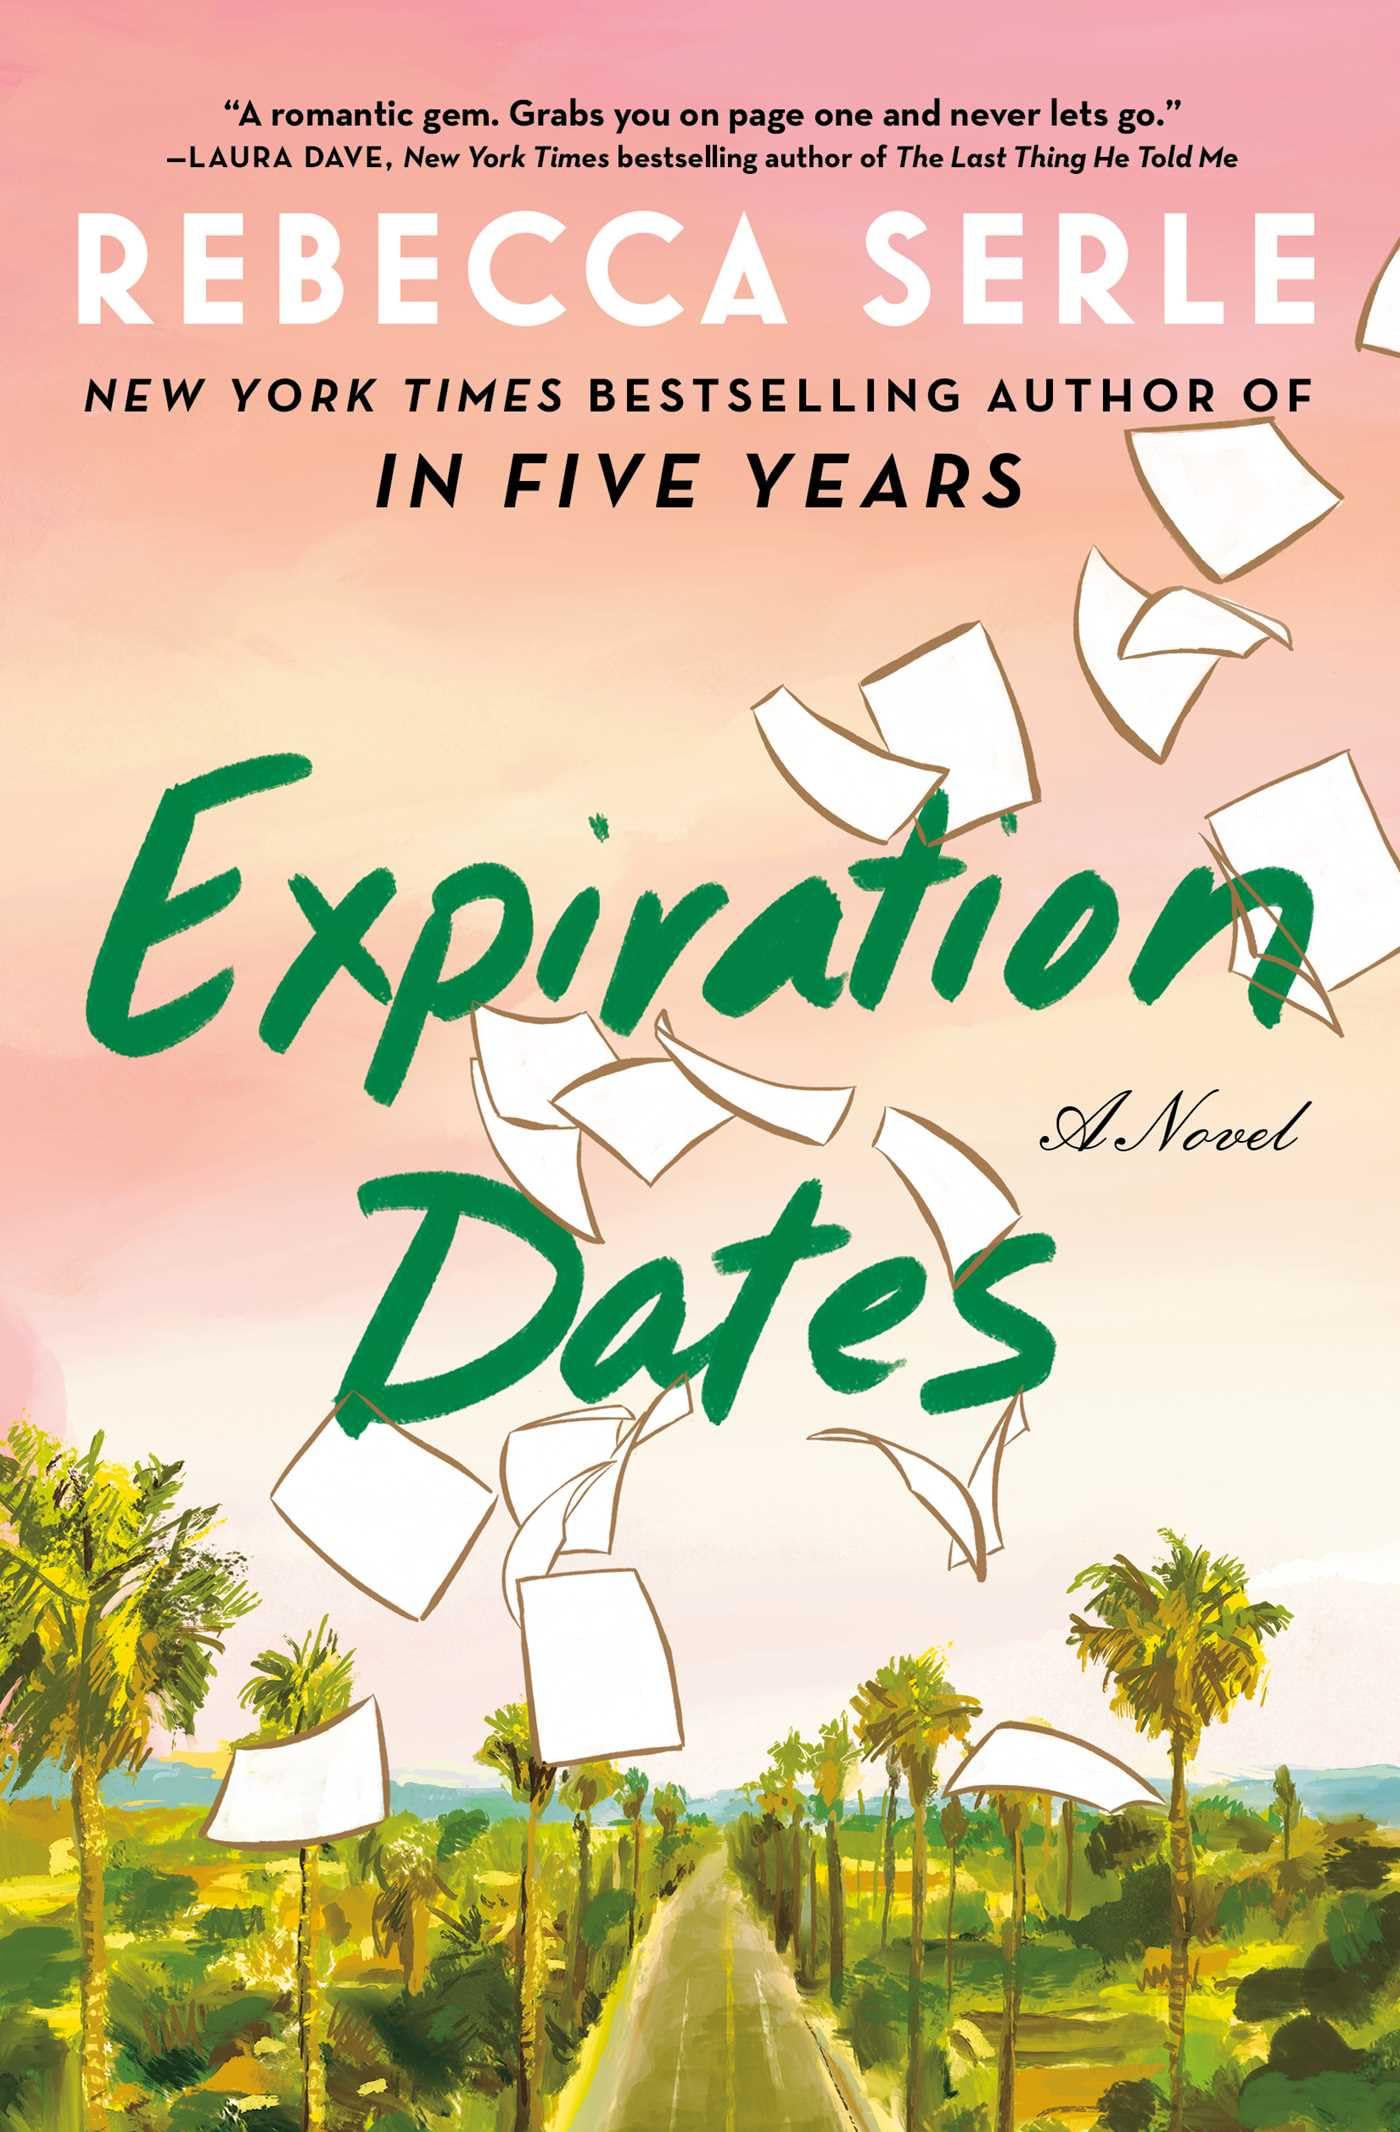 “A romantic gem. Grabs you on page one and never lets go.”
—LAURA DAVE, New York Times bestselling author of The Last Thing He Told Me
REBECCA SERLE
NEW YORK TIMES BESTSELLING AUTHOR OF
IN FIVE YEARS
Expiration
A Novel
Dates